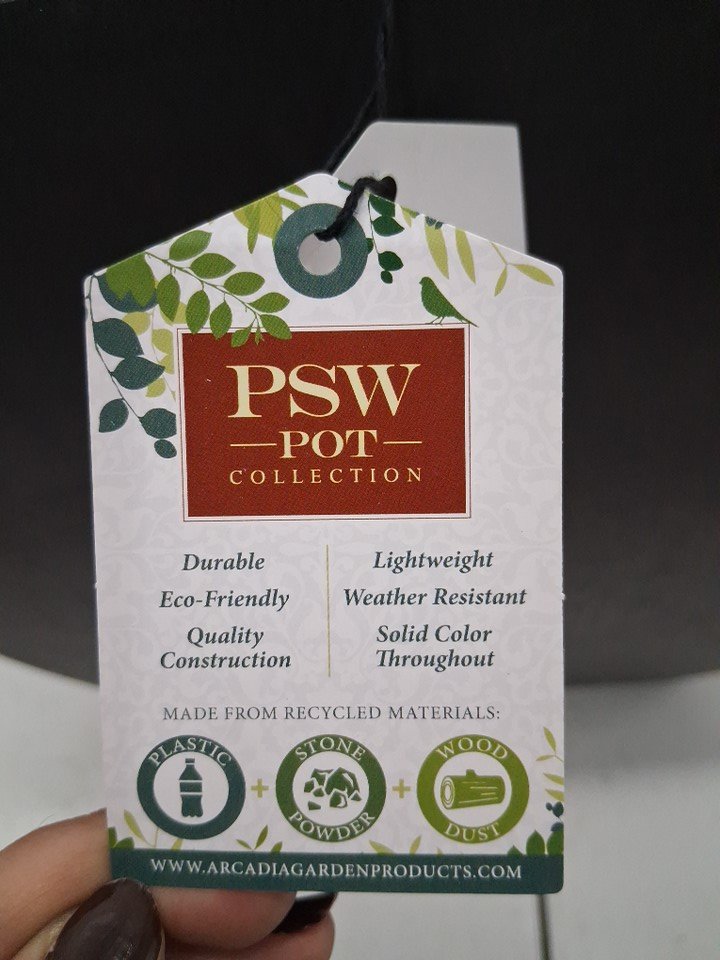 PSW
POT
COLLECTION
Durable
Eco-Friendly
Quality
Construction
Lightweight
Weather Resistant
Solid Color
Throughout
MADE FROM RECYCLED MATERIALS:
PLASTIC + STONE POWDER + WOOD DUST
WWW.ARCADIAGARDENPRODUCTS.COM